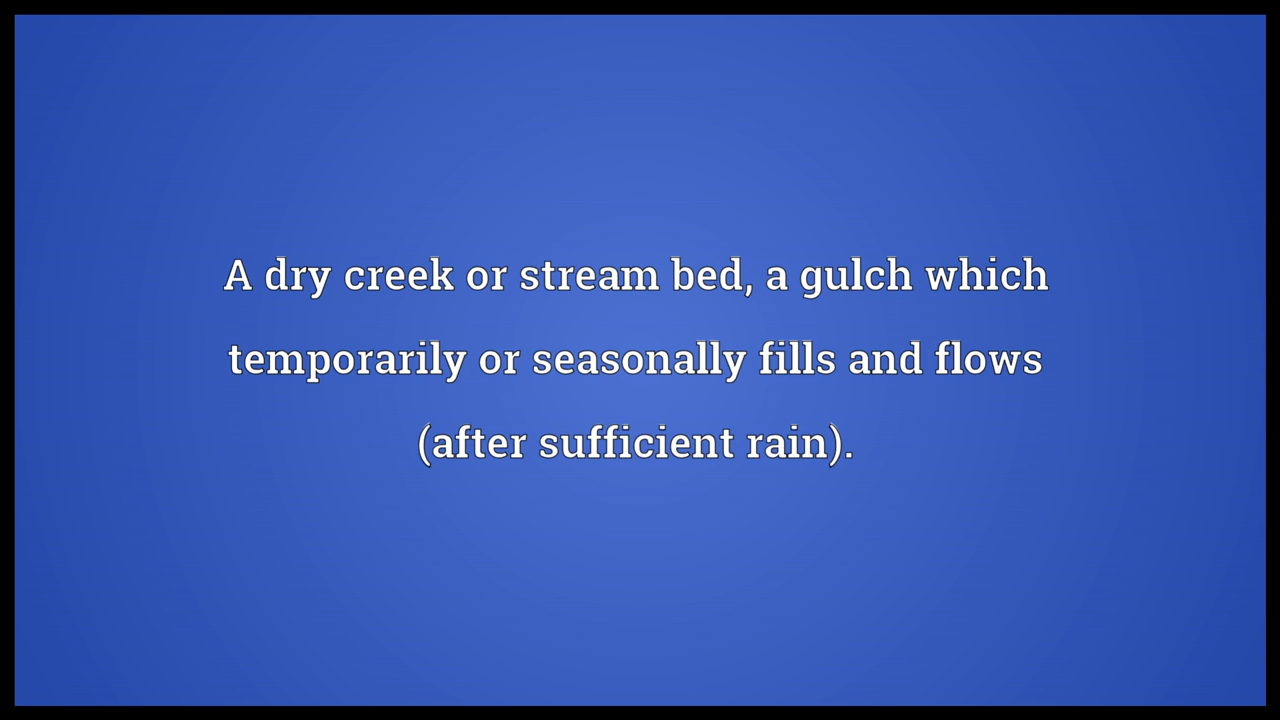 A dry creek or stream bed, a gulch which
temporarily or seasonally fills and flows
(after sufficient rain).